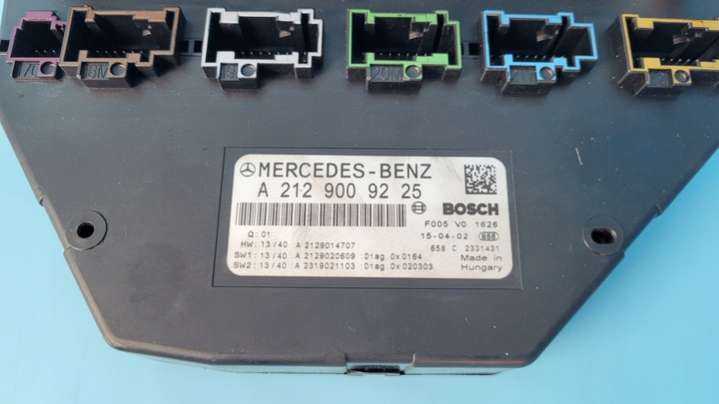 MERCEDES-BENZ
A 212 900 92 25
BOSCH
Q: 01
F005 V0 1626
15-04-02
HW: 13/40 A 2129014707
658 C 2331431
SW1: 13/40 A 2129020609 :Diag 0x0164
Made in
SW2: 13/40 A 2319021103 :Diag 0x020303
Hungary